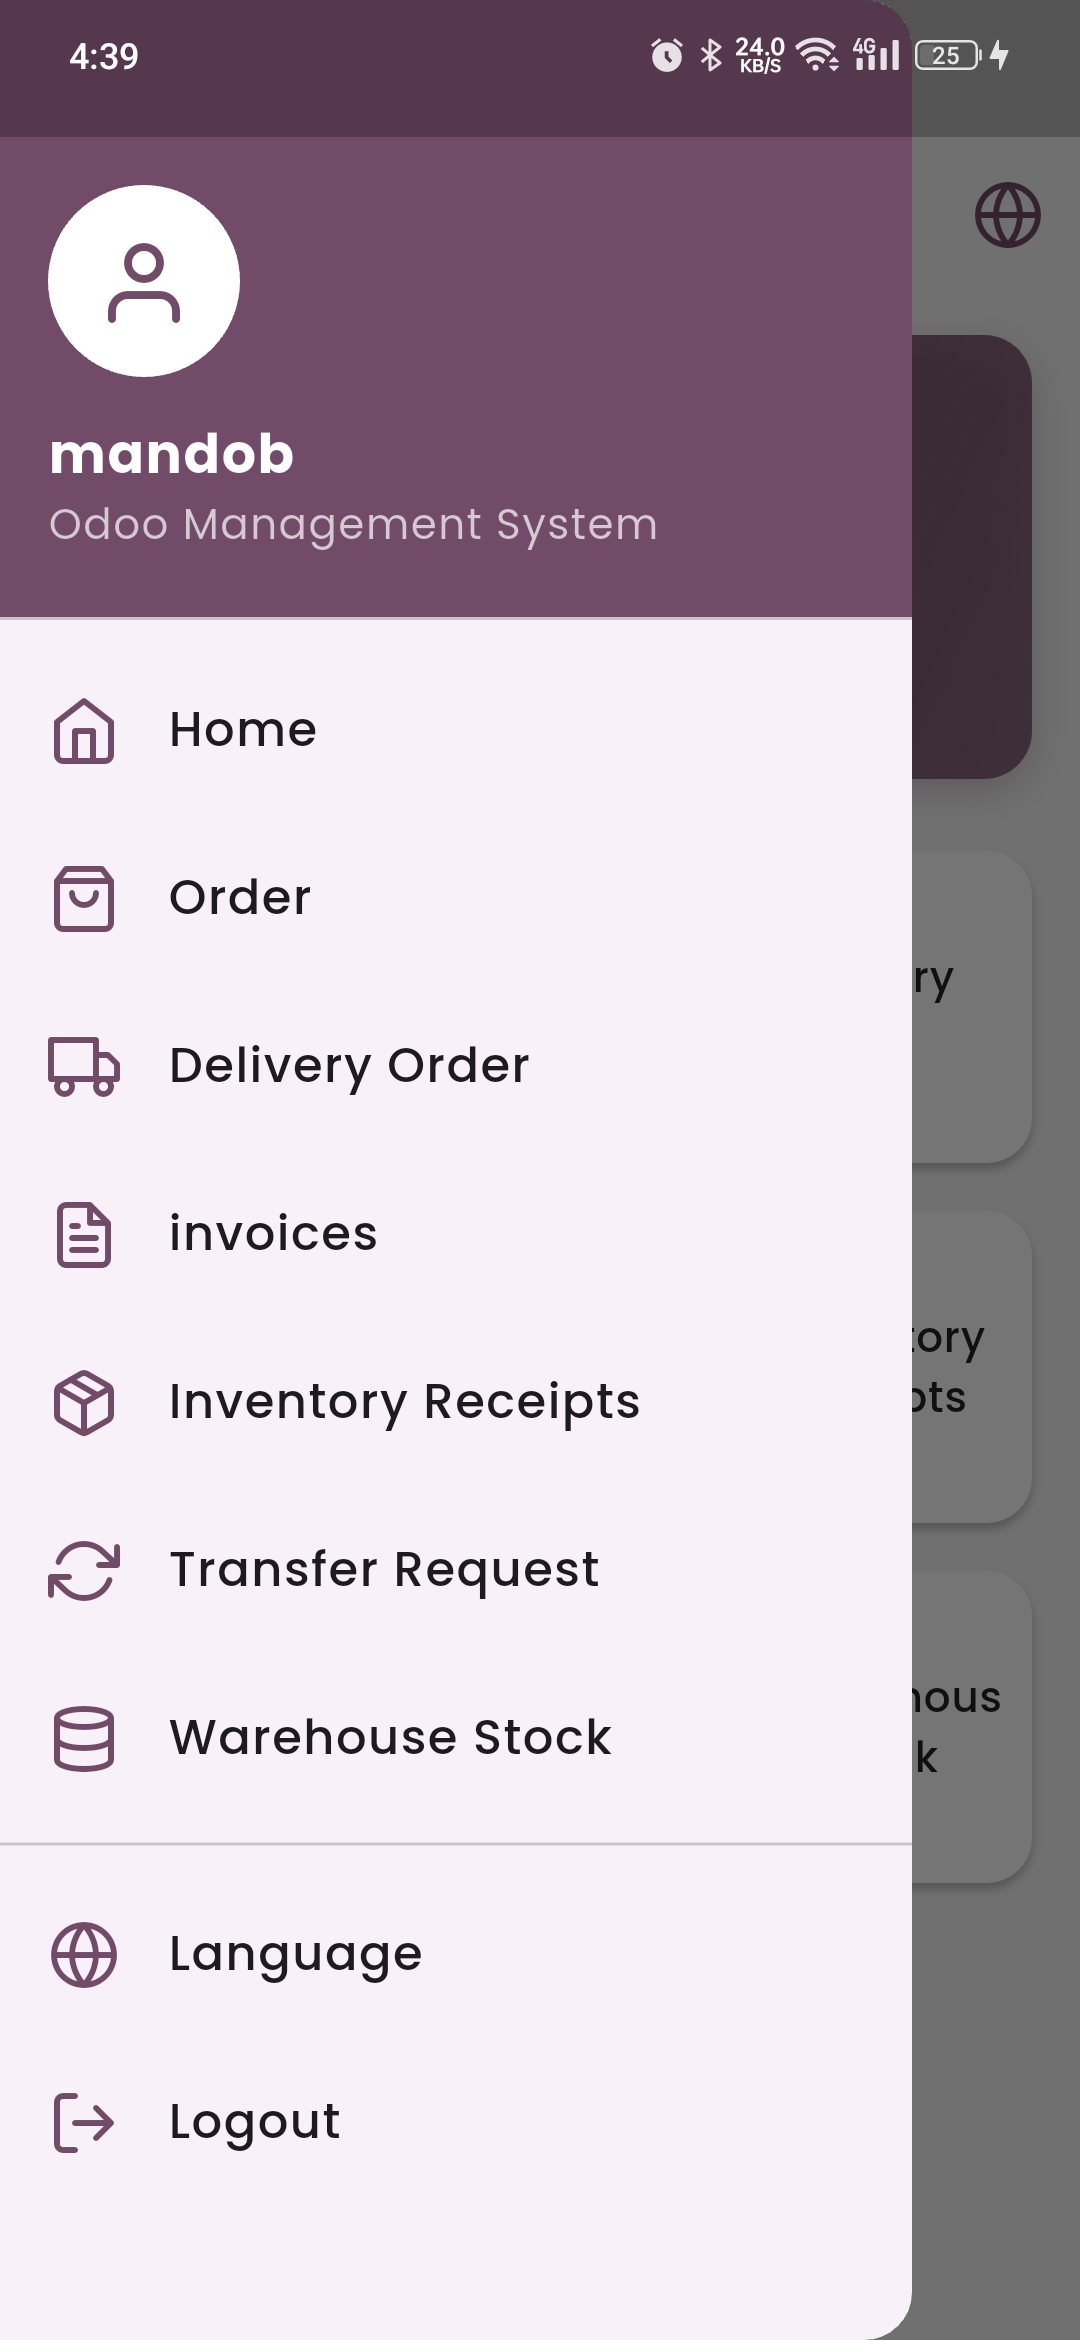 4:39
24.0
KB/S
4G
25
mandob
Odoo Management System
Home
Order
Delivery Order
invoices
Inventory Receipts
Transfer Request
Warehouse Stock
Language
Logout
ry
tory
pts
hous
k